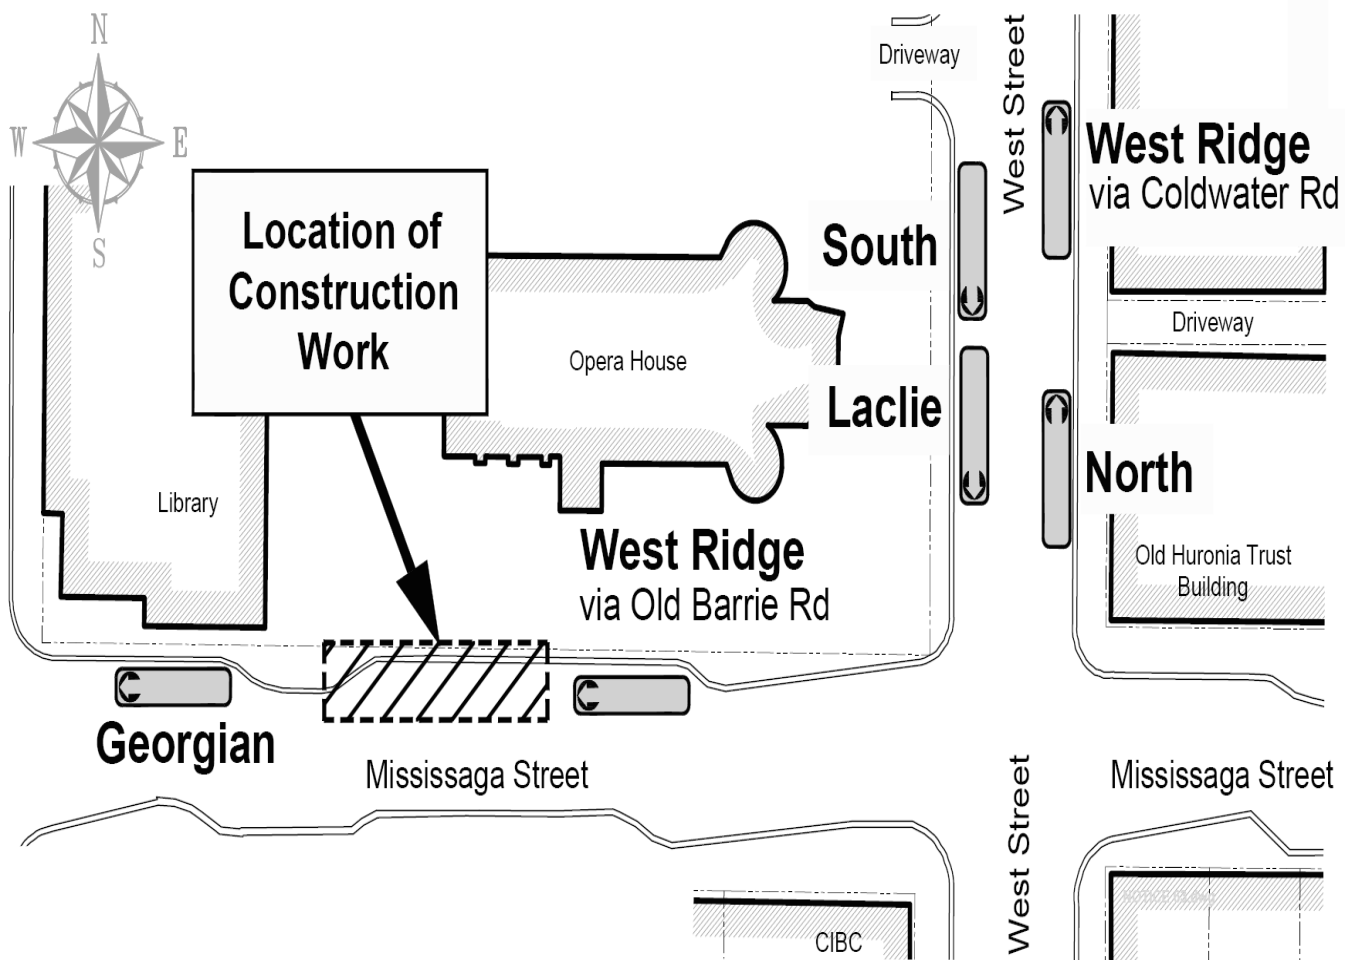 N
W
E
S
Driveway
West Street
West Ridge
via Coldwater Rd
Location of
Construction
Work
South
Driveway
Opera House
Laclie
North
Library
West Ridge
via Old Barrie Rd
Old Huronia Trust
Building
Georgian
Mississaga Street
Mississaga Street
West Street
CIBC